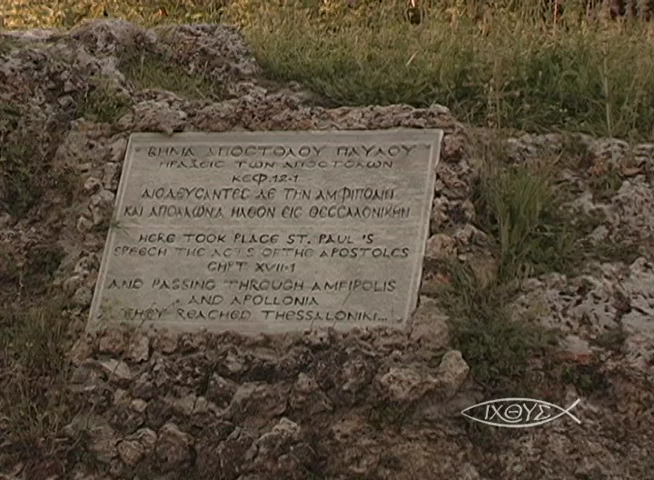 ΒΗΜΑ ΑΠΟΣΤΟΛΟΥ ΠΑΥΛΟΥ
ΠΡΑΞΕΙΣ ΤΩΝ ΑΠΟΣΤΟΛΩΝ
ΚΕΦ.
ΔΙΟΔΕΥΣΑΝΤΕΣ ΔΕ ΤΗΝ ΑΜΦΙΠΟΛΙΝ
ΚΑΙ ΑΠΟΛΛΩΝΙΑ ΗΛΘΟΝ ΕΙΣ ΘΕΣΣΑΛΟΝΙΚΗΝ
HERE TOOK PLACE ST. PAUL'S
SPEECH THE ACTS OF THE APOSTOLES
CHPT XVII-1
AND PASSING THROUGH AMFIPOLIS
AND APOLLONIA
THEY REACHED THESSALONIKI...
ΙΧΘΥΣ